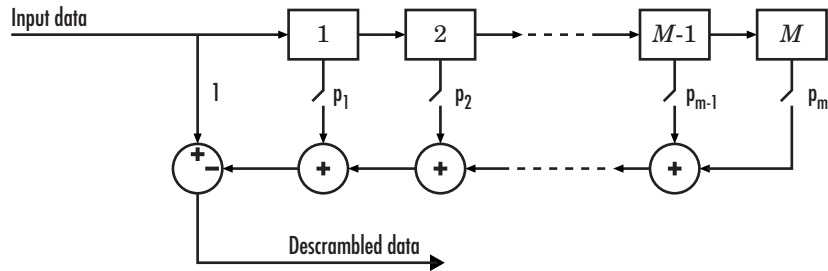 Input data
1 2 M-1 M
1 p1 p2 pm-1 pm
+ − + + +
Descrambled data